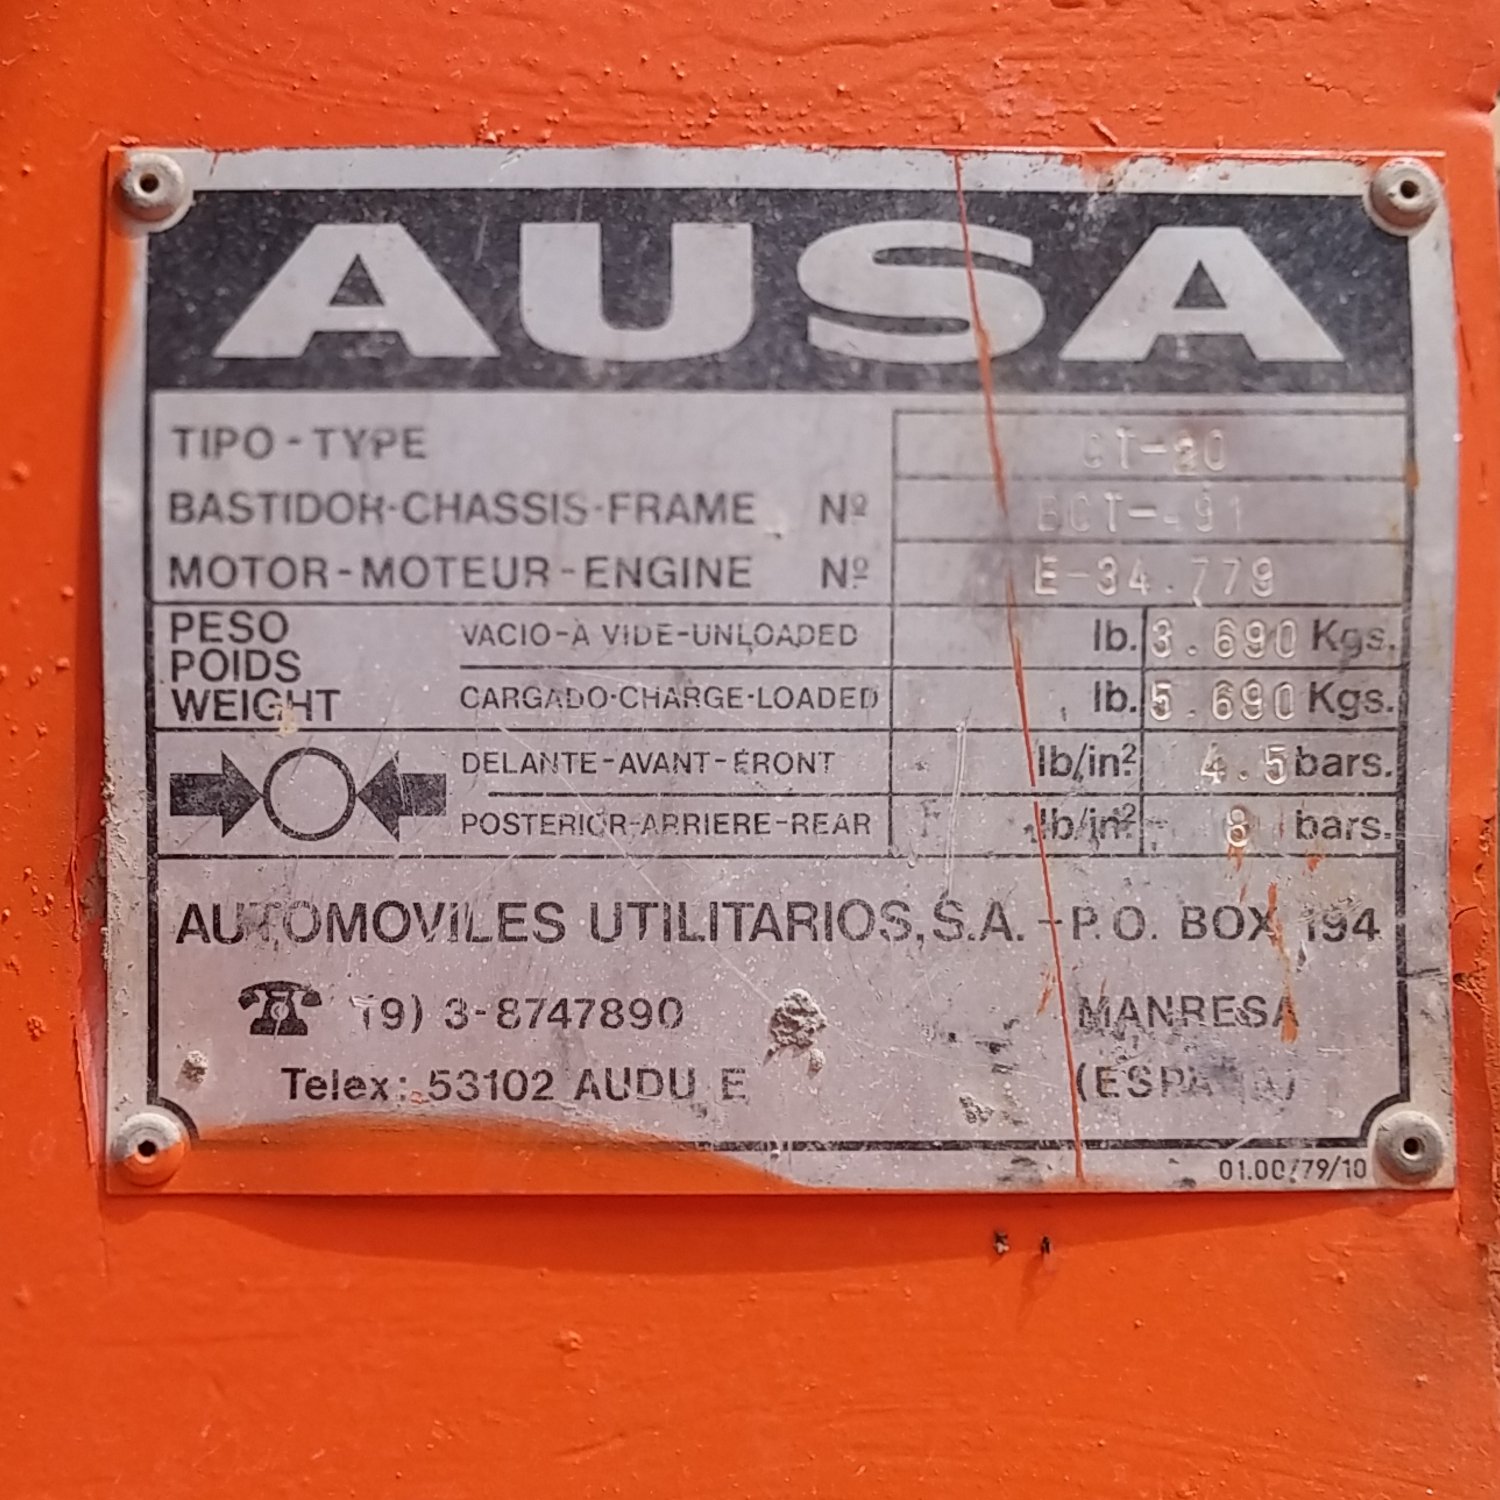 AUSA
TIPO - TYPE CT-20
BASTIDOR-CHASSIS-FRAME Nº
MOTOR-MOTEUR-ENGINE Nº E-34.779
PESO
POIDS
WEIGHT
VACIO-À VIDE-UNLOADED lb. 3.690 Kgs.
CARGADO-CHARGE-LOADED lb. 5.690 Kgs.
DELANTE-AVANT-FRONT lb/in² 4.5 bars.
POSTERIOR-ARRIERE-REAR lb/in² 8 bars.
AUTOMOVILES UTILITARIOS, S.A. - P.O. BOX 194
19) 3-8747890 MANRESA
Telex: 53102 AUDU E (ESPAÑA)
01.00/79/10